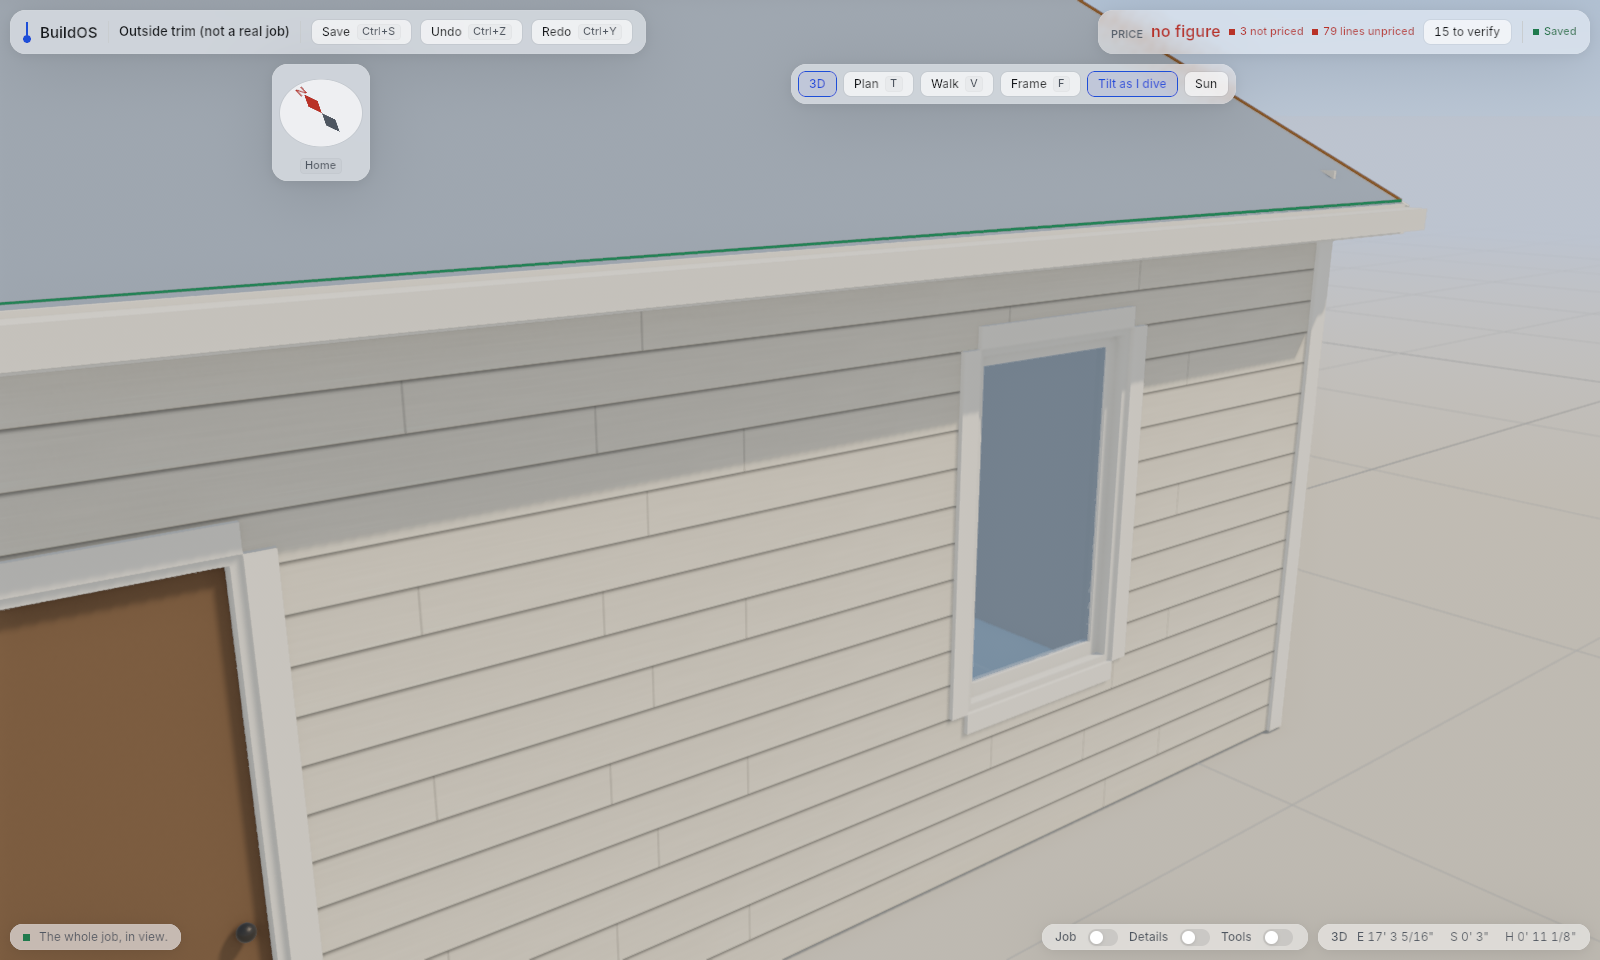 BuildOS Outside trim (not a real job) Save Ctrl+S Undo Ctrl+Z Redo Ctrl+Y
PRICE no figure 3 not priced 79 lines unpriced 15 to verify Saved
3D Plan T Walk V Frame F Tilt as I dive Sun
N
Home
The whole job, in view.
Job Details Tools
3D E 17' 3 5/16" S 0' 3" H 0' 11 1/8"